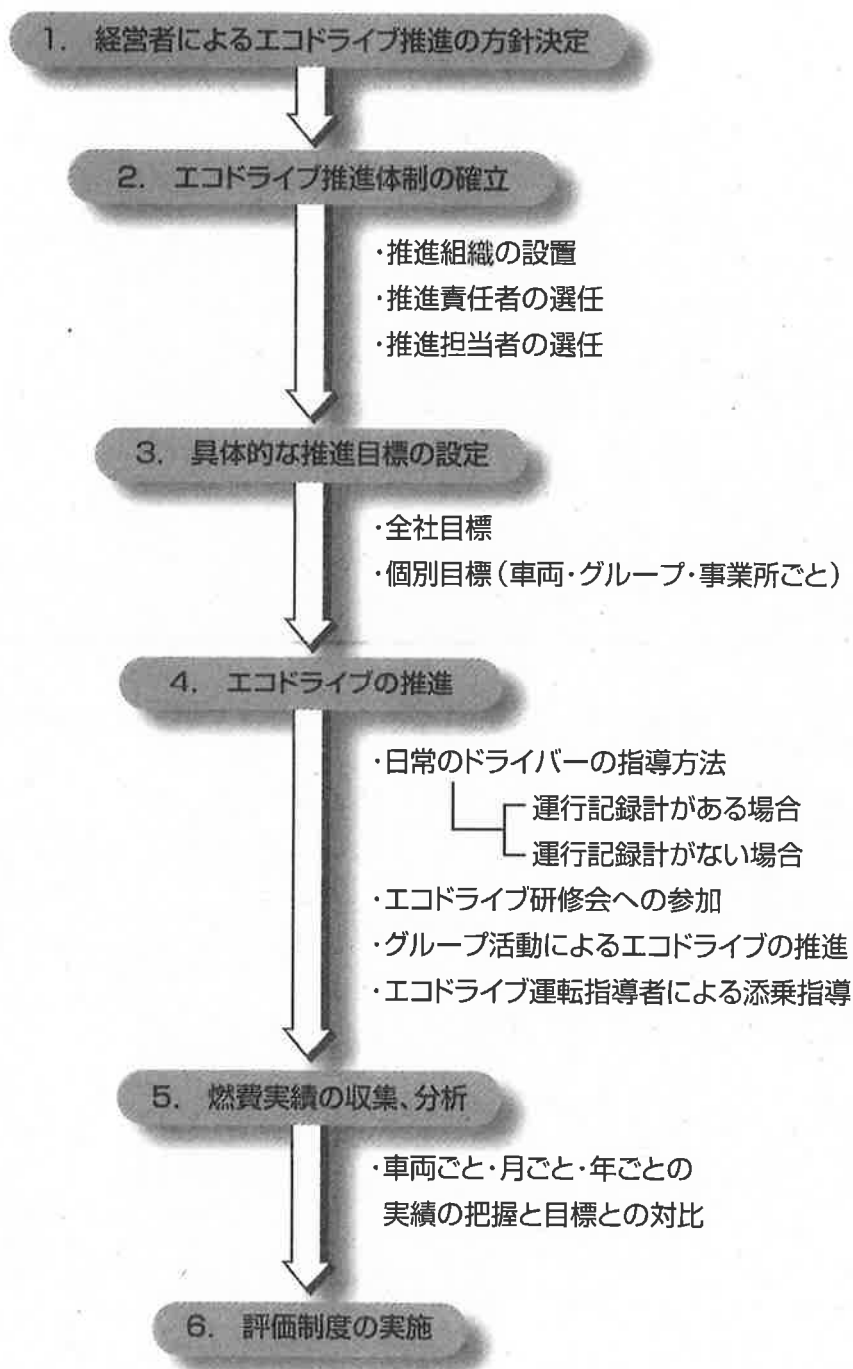 1. 経営者によるエコドライブ推進の方針決定
2. エコドライブ推進体制の確立
・推進組織の設置
・推進責任者の選任
・推進担当者の選任
3. 具体的な推進目標の設定
・全社目標
・個別目標(車両・グループ・事業所ごと)
4. エコドライブの推進
・日常のドライバーの指導方法
運行記録計がある場合
運行記録計がない場合
・エコドライブ研修会への参加
・グループ活動によるエコドライブの推進
・エコドライブ運転指導者による添乗指導
5. 燃費実績の収集、分析
・車両ごと・月ごと・年ごとの
実績の把握と目標との対比
6. 評価制度の実施